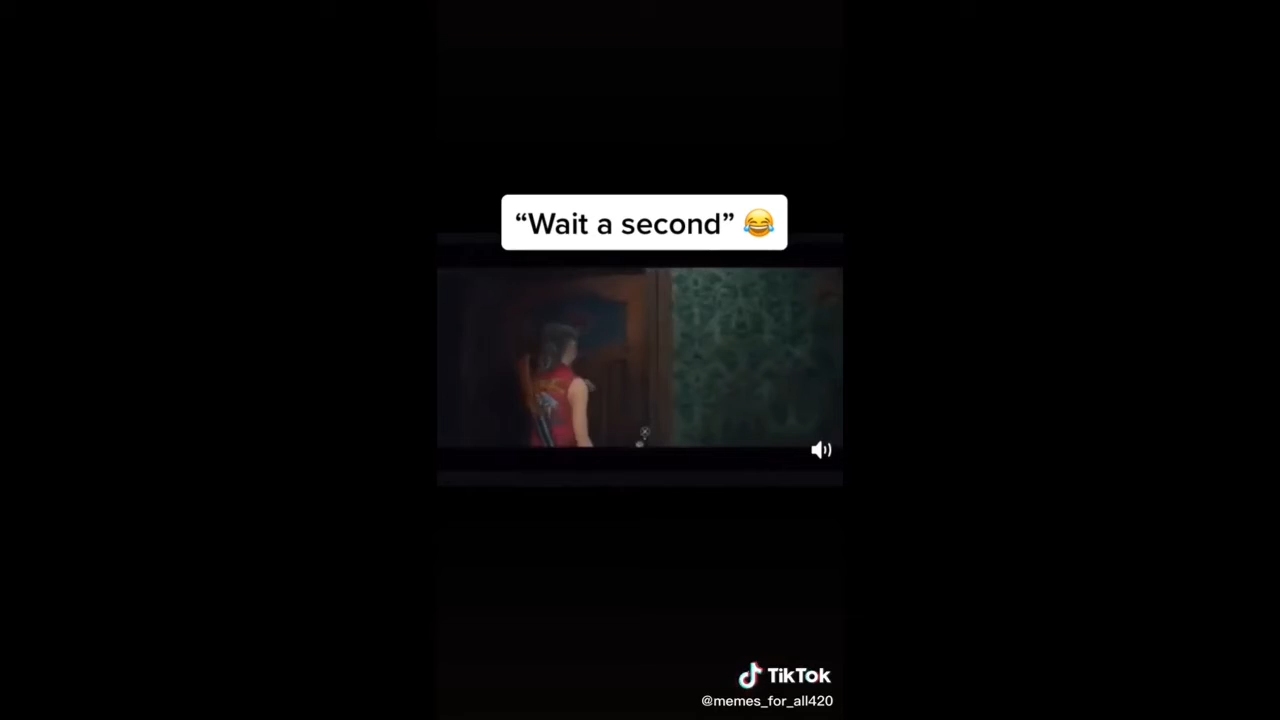 “Wait a second” 😂
TikTok
@memes_for_all420